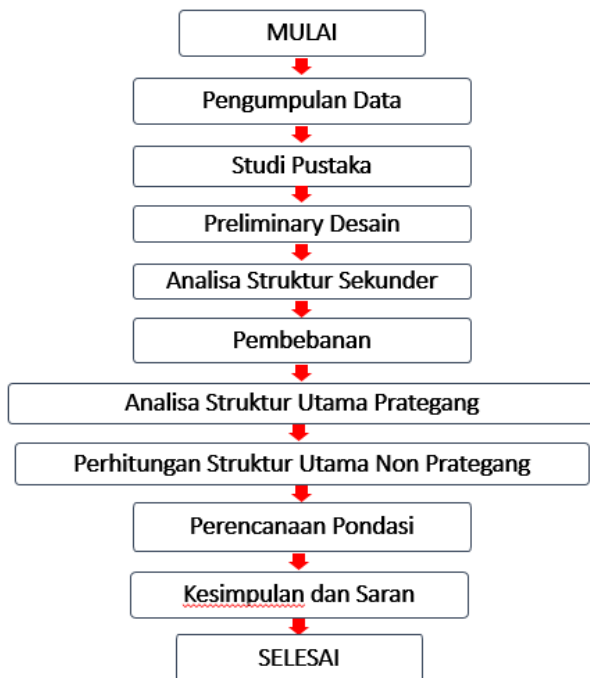 MULAI
Pengumpulan Data
Studi Pustaka
Preliminary Desain
Analisa Struktur Sekunder
Pembebanan
Analisa Struktur Utama Prategang
Perhitungan Struktur Utama Non Prategang
Perencanaan Pondasi
Kesimpulan dan Saran
SELESAI